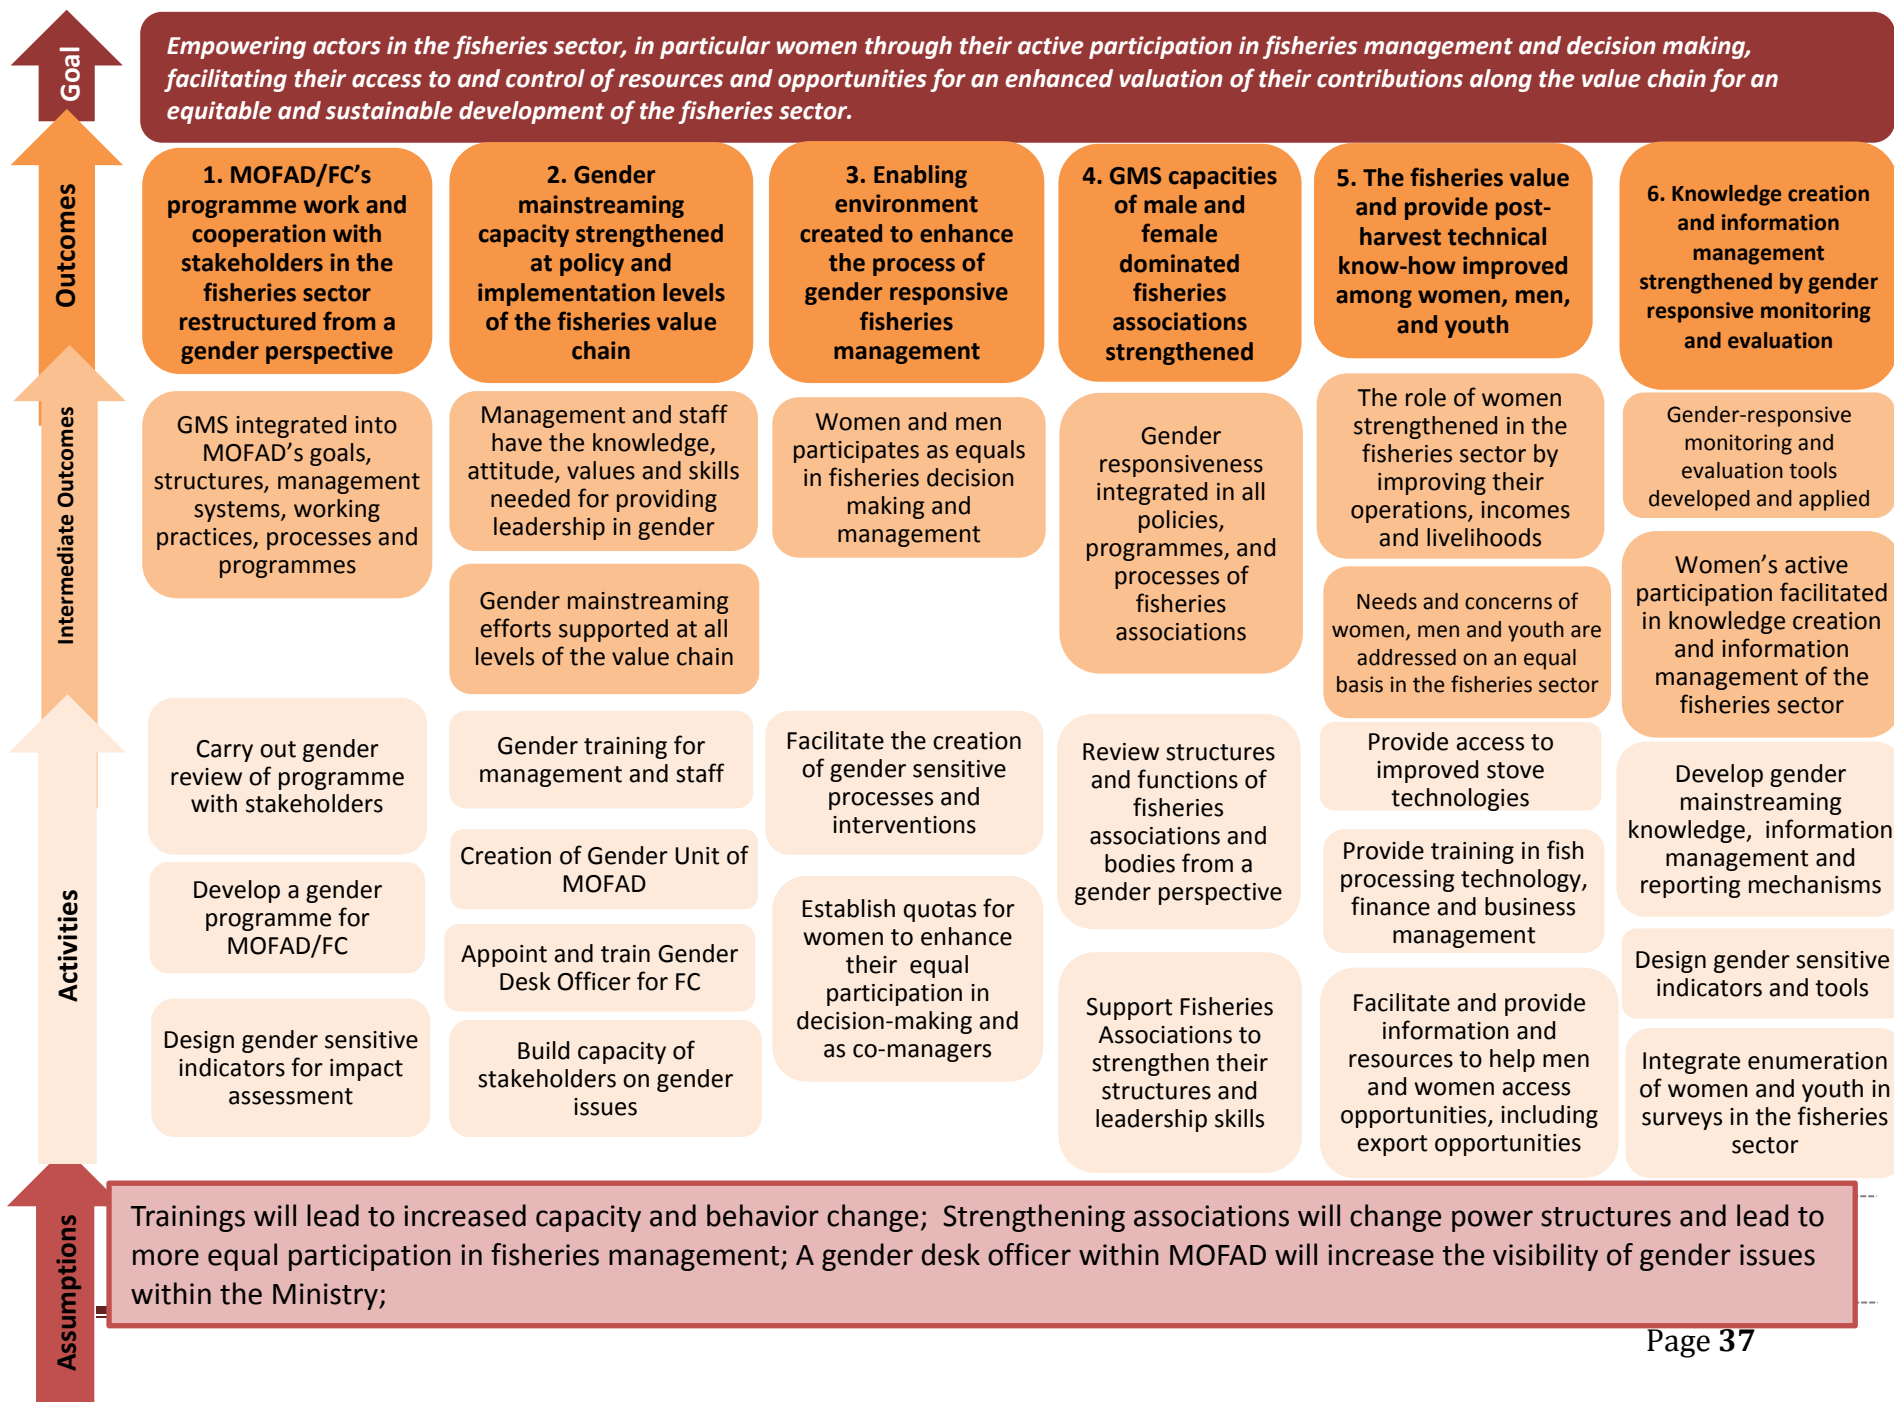 Goal
Empowering actors in the fisheries sector, in particular women through their active participation in fisheries management and decision making,
facilitating their access to and control of resources and opportunities for an enhanced valuation of their contributions along the value chain for an
equitable and sustainable development of the fisheries sector.
Outcomes
1. MOFAD/FC’s
programme work and
cooperation with
stakeholders in the
fisheries sector
restructured from a
gender perspective
2. Gender
mainstreaming
capacity strengthened
at policy and
implementation levels
of the fisheries value
chain
3. Enabling
environment
created to enhance
the process of
gender responsive
fisheries
management
4. GMS capacities
of male and
female
dominated
fisheries
associations
strengthened
5. The fisheries value
and provide post-
harvest technical
know-how improved
among women, men,
and youth
6. Knowledge creation
and information
management
strengthened by gender
responsive monitoring
and evaluation
Intermediate Outcomes
GMS integrated into
MOFAD’s goals,
structures, management
systems, working
practices, processes and
programmes
Management and staff
have the knowledge,
attitude, values and skills
needed for providing
leadership in gender
Gender mainstreaming
efforts supported at all
levels of the value chain
Women and men
participates as equals
in fisheries decision
making and
management
Gender
responsiveness
integrated in all
policies,
programmes, and
processes of
fisheries
associations
The role of women
strengthened in the
fisheries sector by
improving their
operations, incomes
and livelihoods
Needs and concerns of
women, men and youth are
addressed on an equal
basis in the fisheries sector
Gender-responsive
monitoring and
evaluation tools
developed and applied
Women’s active
participation facilitated
in knowledge creation
and information
management of the
fisheries sector
Activities
Carry out gender
review of programme
with stakeholders
Develop a gender
programme for
MOFAD/FC
Design gender sensitive
indicators for impact
assessment
Gender training for
management and staff
Creation of Gender Unit of
MOFAD
Appoint and train Gender
Desk Officer for FC
Build capacity of
stakeholders on gender
issues
Facilitate the creation
of gender sensitive
processes and
interventions
Establish quotas for
women to enhance
their  equal
participation in
decision-making and
as co-managers
Review structures
and functions of
fisheries
associations and
bodies from a
gender perspective
Support Fisheries
Associations to
strengthen their
structures and
leadership skills
Provide access to
improved stove
technologies
Provide training in fish
processing technology,
finance and business
management
Facilitate and provide
information and
resources to help men
and women access
opportunities, including
export opportunities
Develop gender
mainstreaming
knowledge,  information
management and
reporting mechanisms
Design gender sensitive
indicators and tools
Integrate enumeration
of women and youth in
surveys in the fisheries
sector
Assumptions
Trainings will lead to increased capacity and behavior change;  Strengthening associations will change power structures and lead to
more equal participation in fisheries management; A gender desk officer within MOFAD will increase the visibility of gender issues
within the Ministry;
Page 37